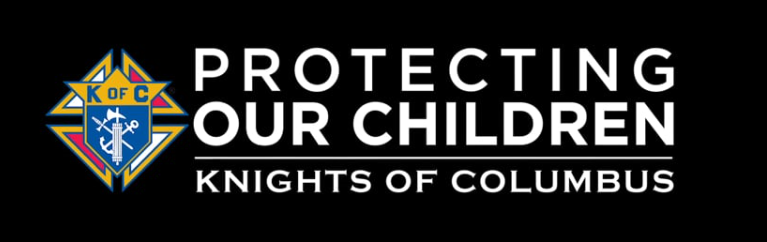 K OF C
PROTECTING
OUR CHILDREN
KNIGHTS OF COLUMBUS